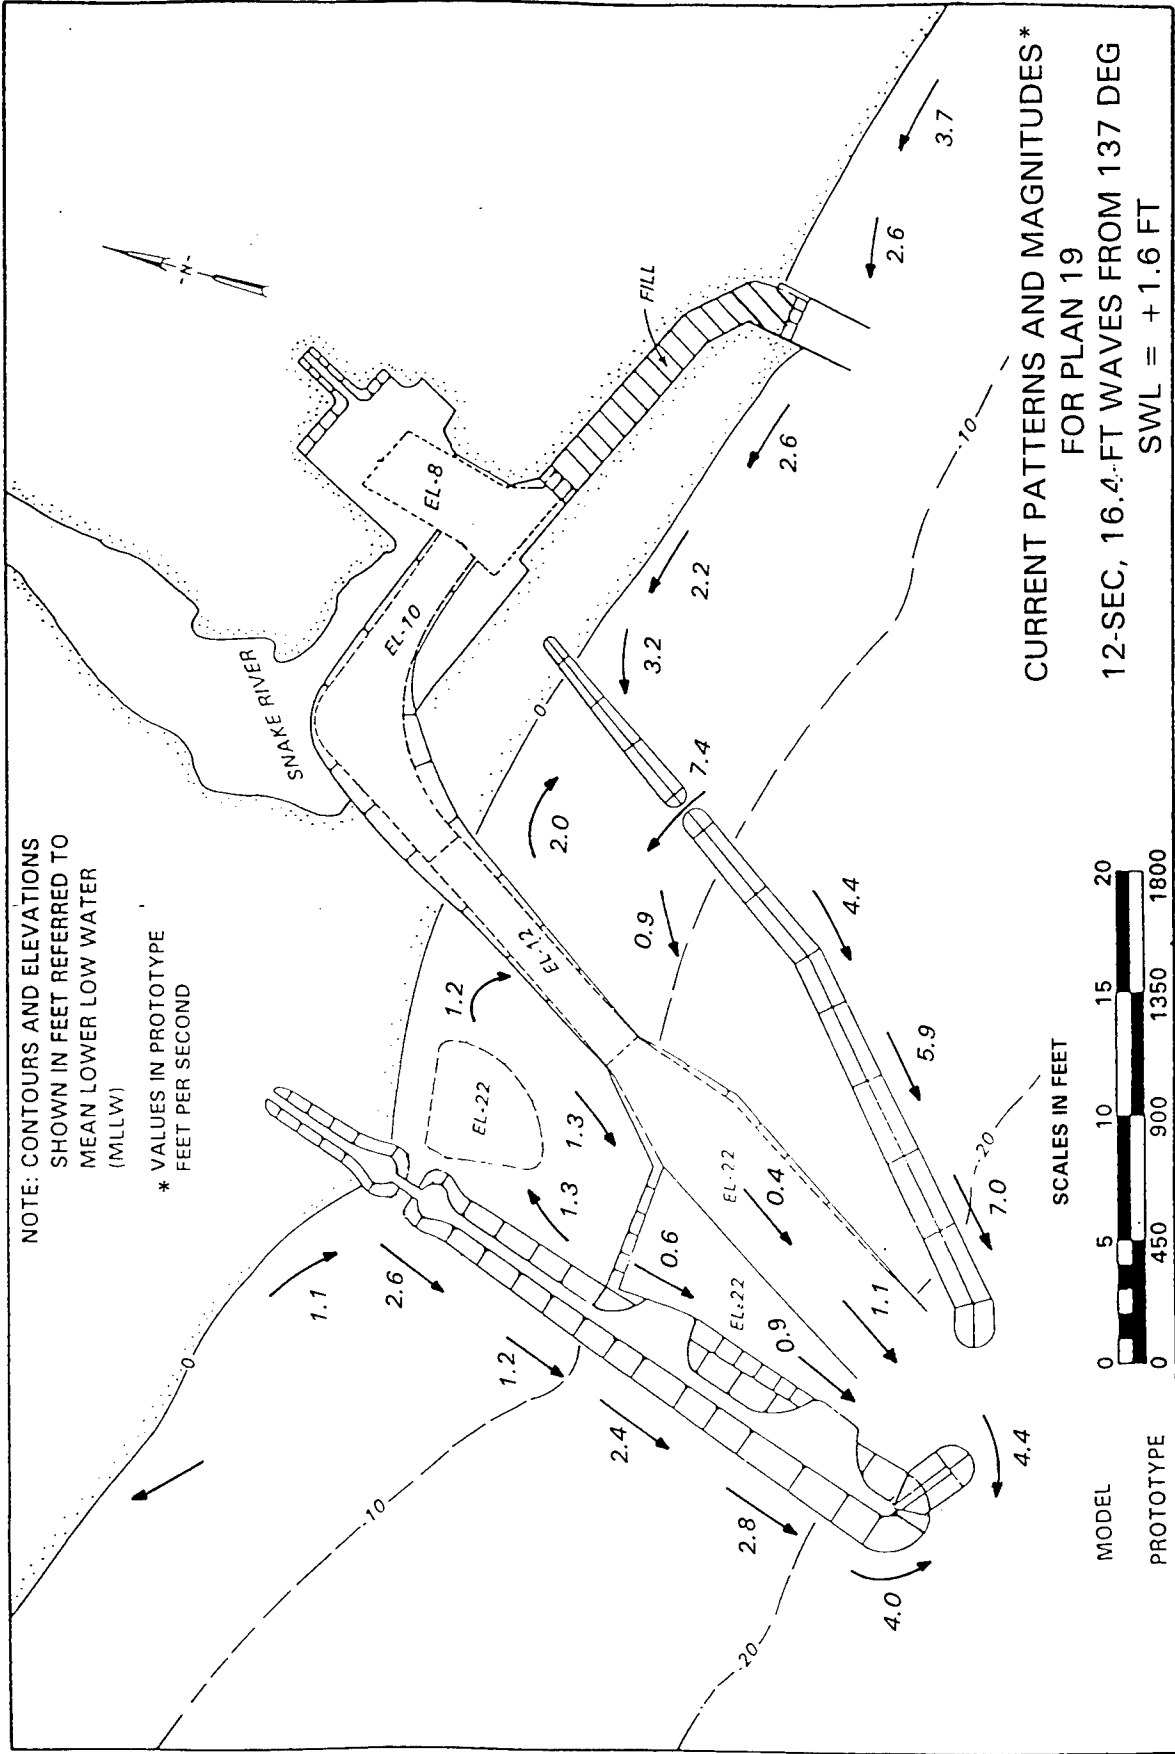 NOTE: CONTOURS AND ELEVATIONS
SHOWN IN FEET REFERRED TO
MEAN LOWER LOW WATER
(MLLW)
* VALUES IN PROTOTYPE
FEET PER SECOND
SNAKE RIVER
-N-
EL-8
EL-10
FILL
EL-12
EL-22
EL-22
EL-22
0
0
-10
-10
-20
-20
1.1
2.6
1.2
2.4
2.8
4.0
4.4
1.3
1.3
1.2
0.6
0.9
0.4
1.1
2.0
0.9
7.4
3.2
2.2
2.6
2.6
3.7
4.4
5.9
7.0
SCALES IN FEET
MODEL 0 5 10 15 20
PROTOTYPE 0 450 900 1350 1800
CURRENT PATTERNS AND MAGNITUDES*
FOR PLAN 19
12-SEC, 16.4-FT WAVES FROM 137 DEG
SWL = +1.6 FT